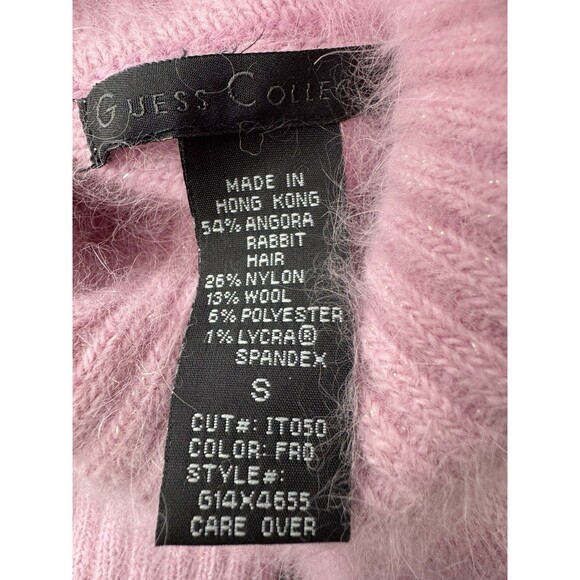 GUESS COLLE
MADE IN
HONG KONG
54% ANGORA
RABBIT
HAIR
26% NYLON
13% WOOL
6% POLYESTER
1% LYCRA®
SPANDEX
S
CUT#: IT050
COLOR: FRO
STYLE#:
G14X4655
CARE OVER